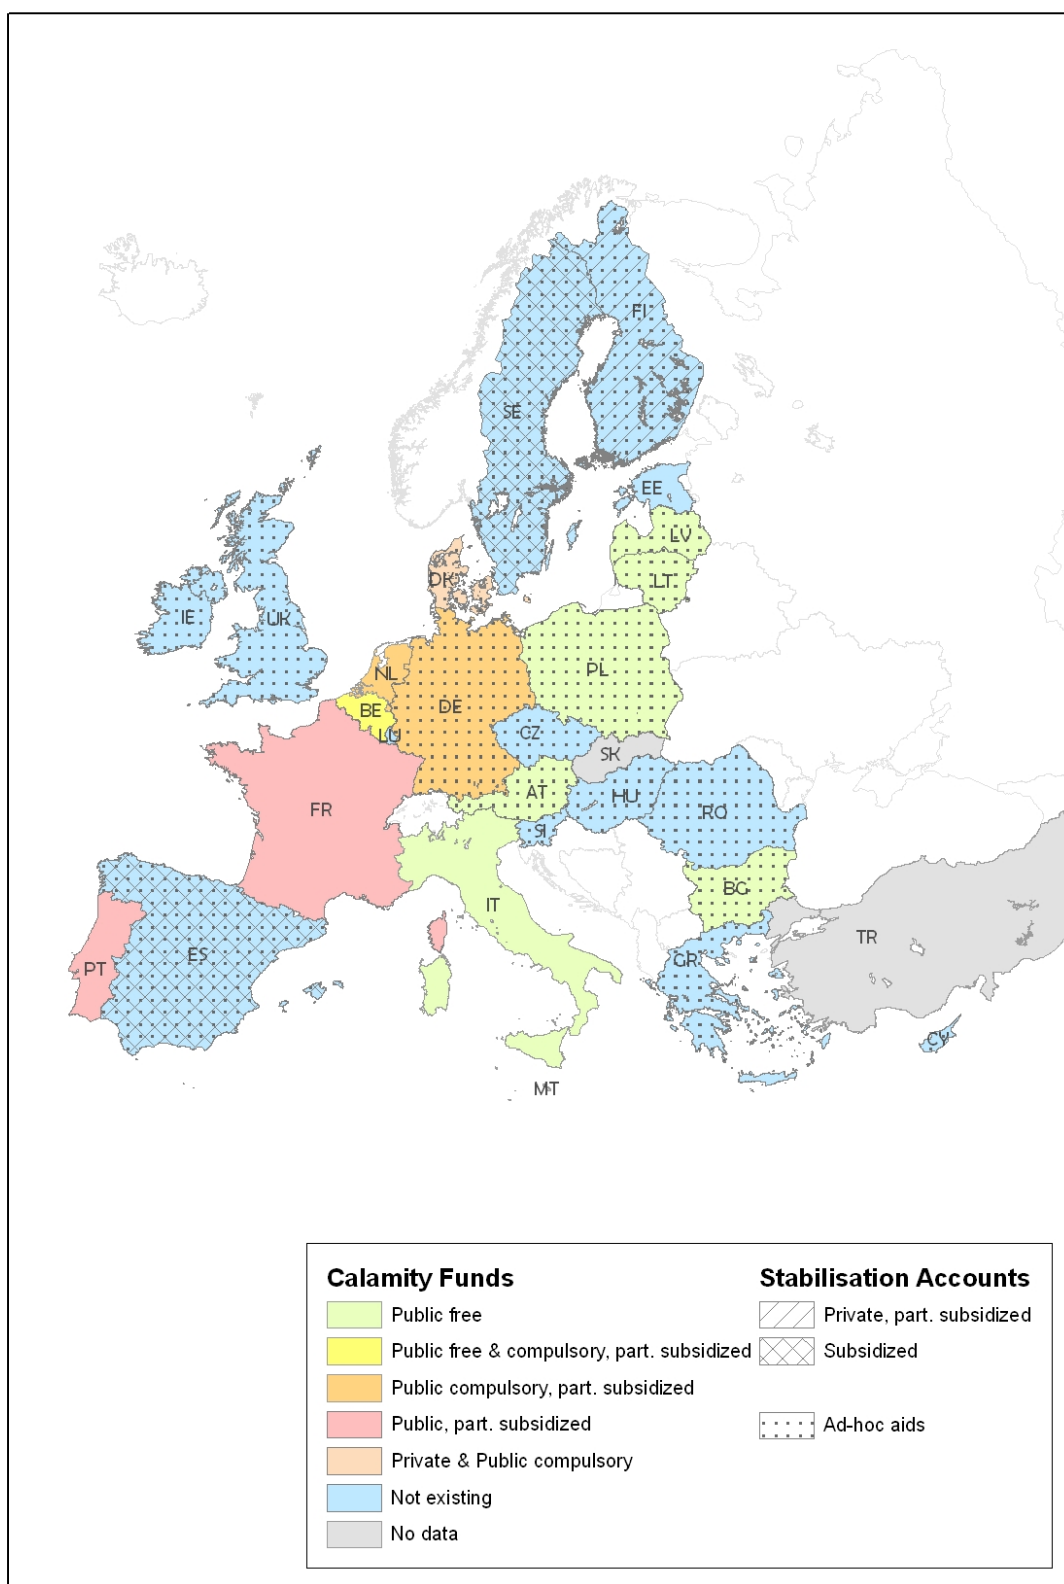 FI
SE
EE
LV
LT
DK
IE
UK
NL
PL
BE
DE
LU
CZ
SK
AT
HU
FR
RO
SI
BG
IT
TR
ES
GR
PT
CY
MT
Calamity Funds
Public free
Public free & compulsory, part. subsidized
Public compulsory, part. subsidized
Public, part. subsidized
Private & Public compulsory
Not existing
No data
Stabilisation Accounts
Private, part. subsidized
Subsidized
Ad-hoc aids